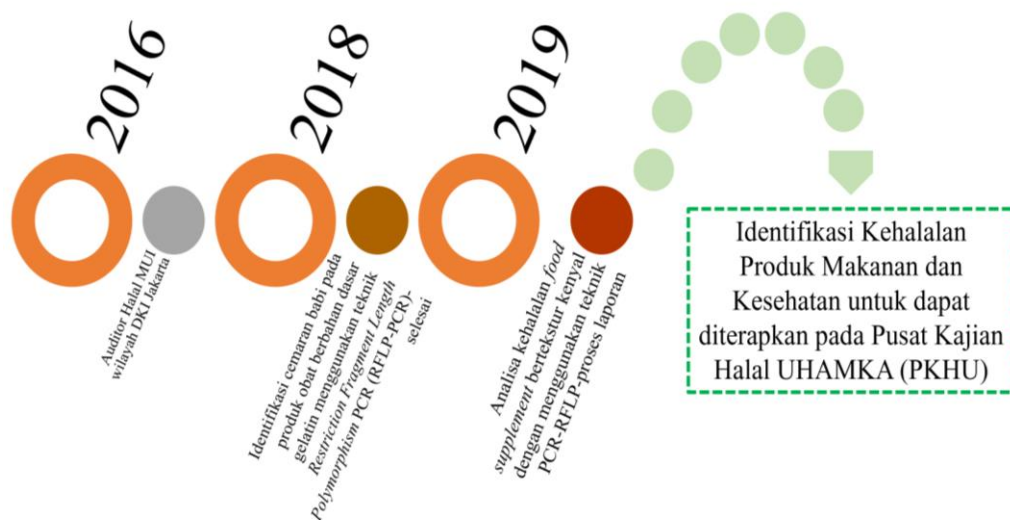 2016
Auditor Halal MUI
wilayah DKI Jakarta
2018
Identifikasi cemaran babi pada
produk obat berbahan dasar
gelatin menggunakan teknik
Restriction Fragment Length
Polymorphism PCR (RFLP-PCR)-
selesai
2019
Analisa kehalalan food
supplement bertekstur kenyal
dengan menggunakan teknik
PCR-RFLP-proses laporan
Identifikasi Kehalalan
Produk Makanan dan
Kesehatan untuk dapat
diterapkan pada Pusat Kajian
Halal UHAMKA (PKHU)